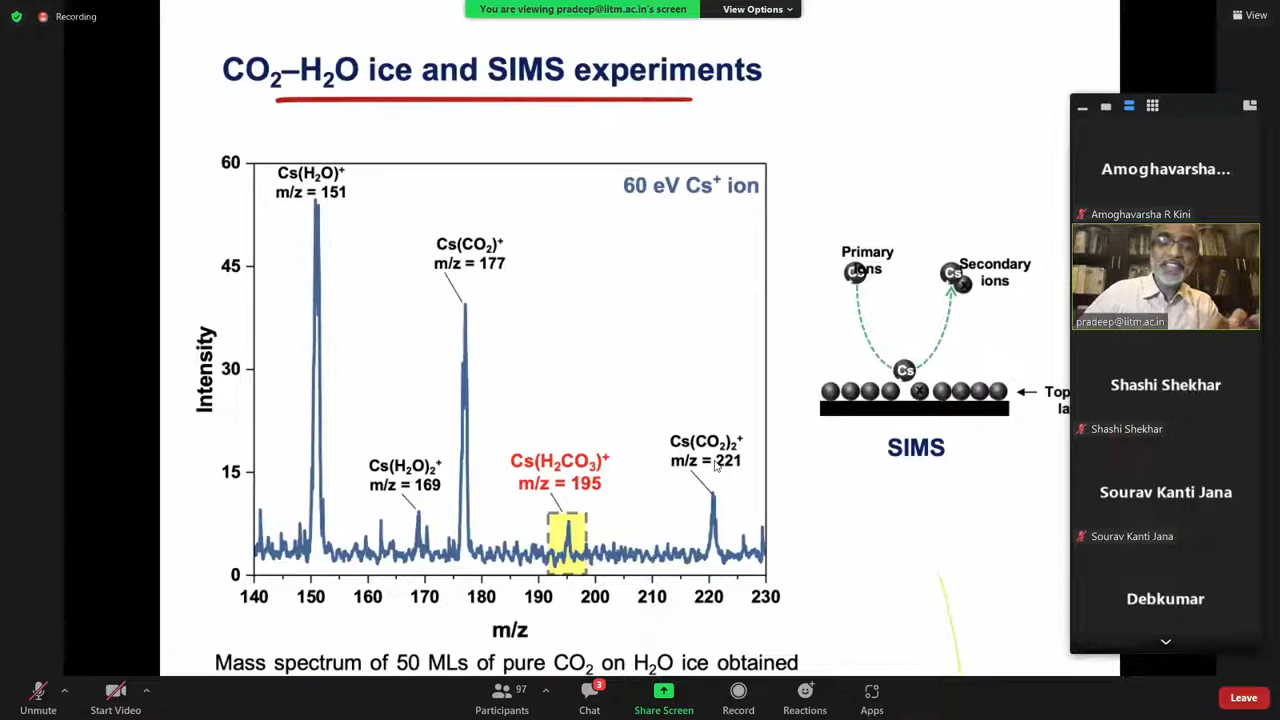 Recording
You are viewing pradeep@iitm.ac.in's screen
View Options
View
CO₂–H₂O ice and SIMS experiments
60 eV Cs⁺ ion
Cs(H₂O)⁺
m/z = 151
Cs(CO₂)⁺
m/z = 177
Cs(H₂O)₂⁺
m/z = 169
Cs(H₂CO₃)⁺
m/z = 195
Cs(CO₂)₂⁺
m/z = 221
Intensity
60
45
30
15
0
140 150 160 170 180 190 200 210 220 230
m/z
Mass spectrum of 50 MLs of pure CO₂ on H₂O ice obtained
Primary
ions
Secondary
ions
Cs
Cs
x
Cs
x
Top
la
SIMS
Amoghavarsha...
Amoghavarsha R Kini
pradeep@iitm.ac.in
Shashi Shekhar
Shashi Shekhar
Sourav Kanti Jana
Sourav Kanti Jana
Debkumar
Unmute
Start Video
97
Participants
3
Chat
Share Screen
Record
Reactions
Apps
Leave